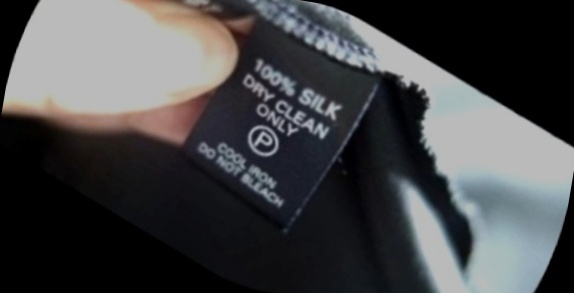 100% SILK
DRY CLEAN
ONLY
P
COOL IRON
DO NOT BLEACH